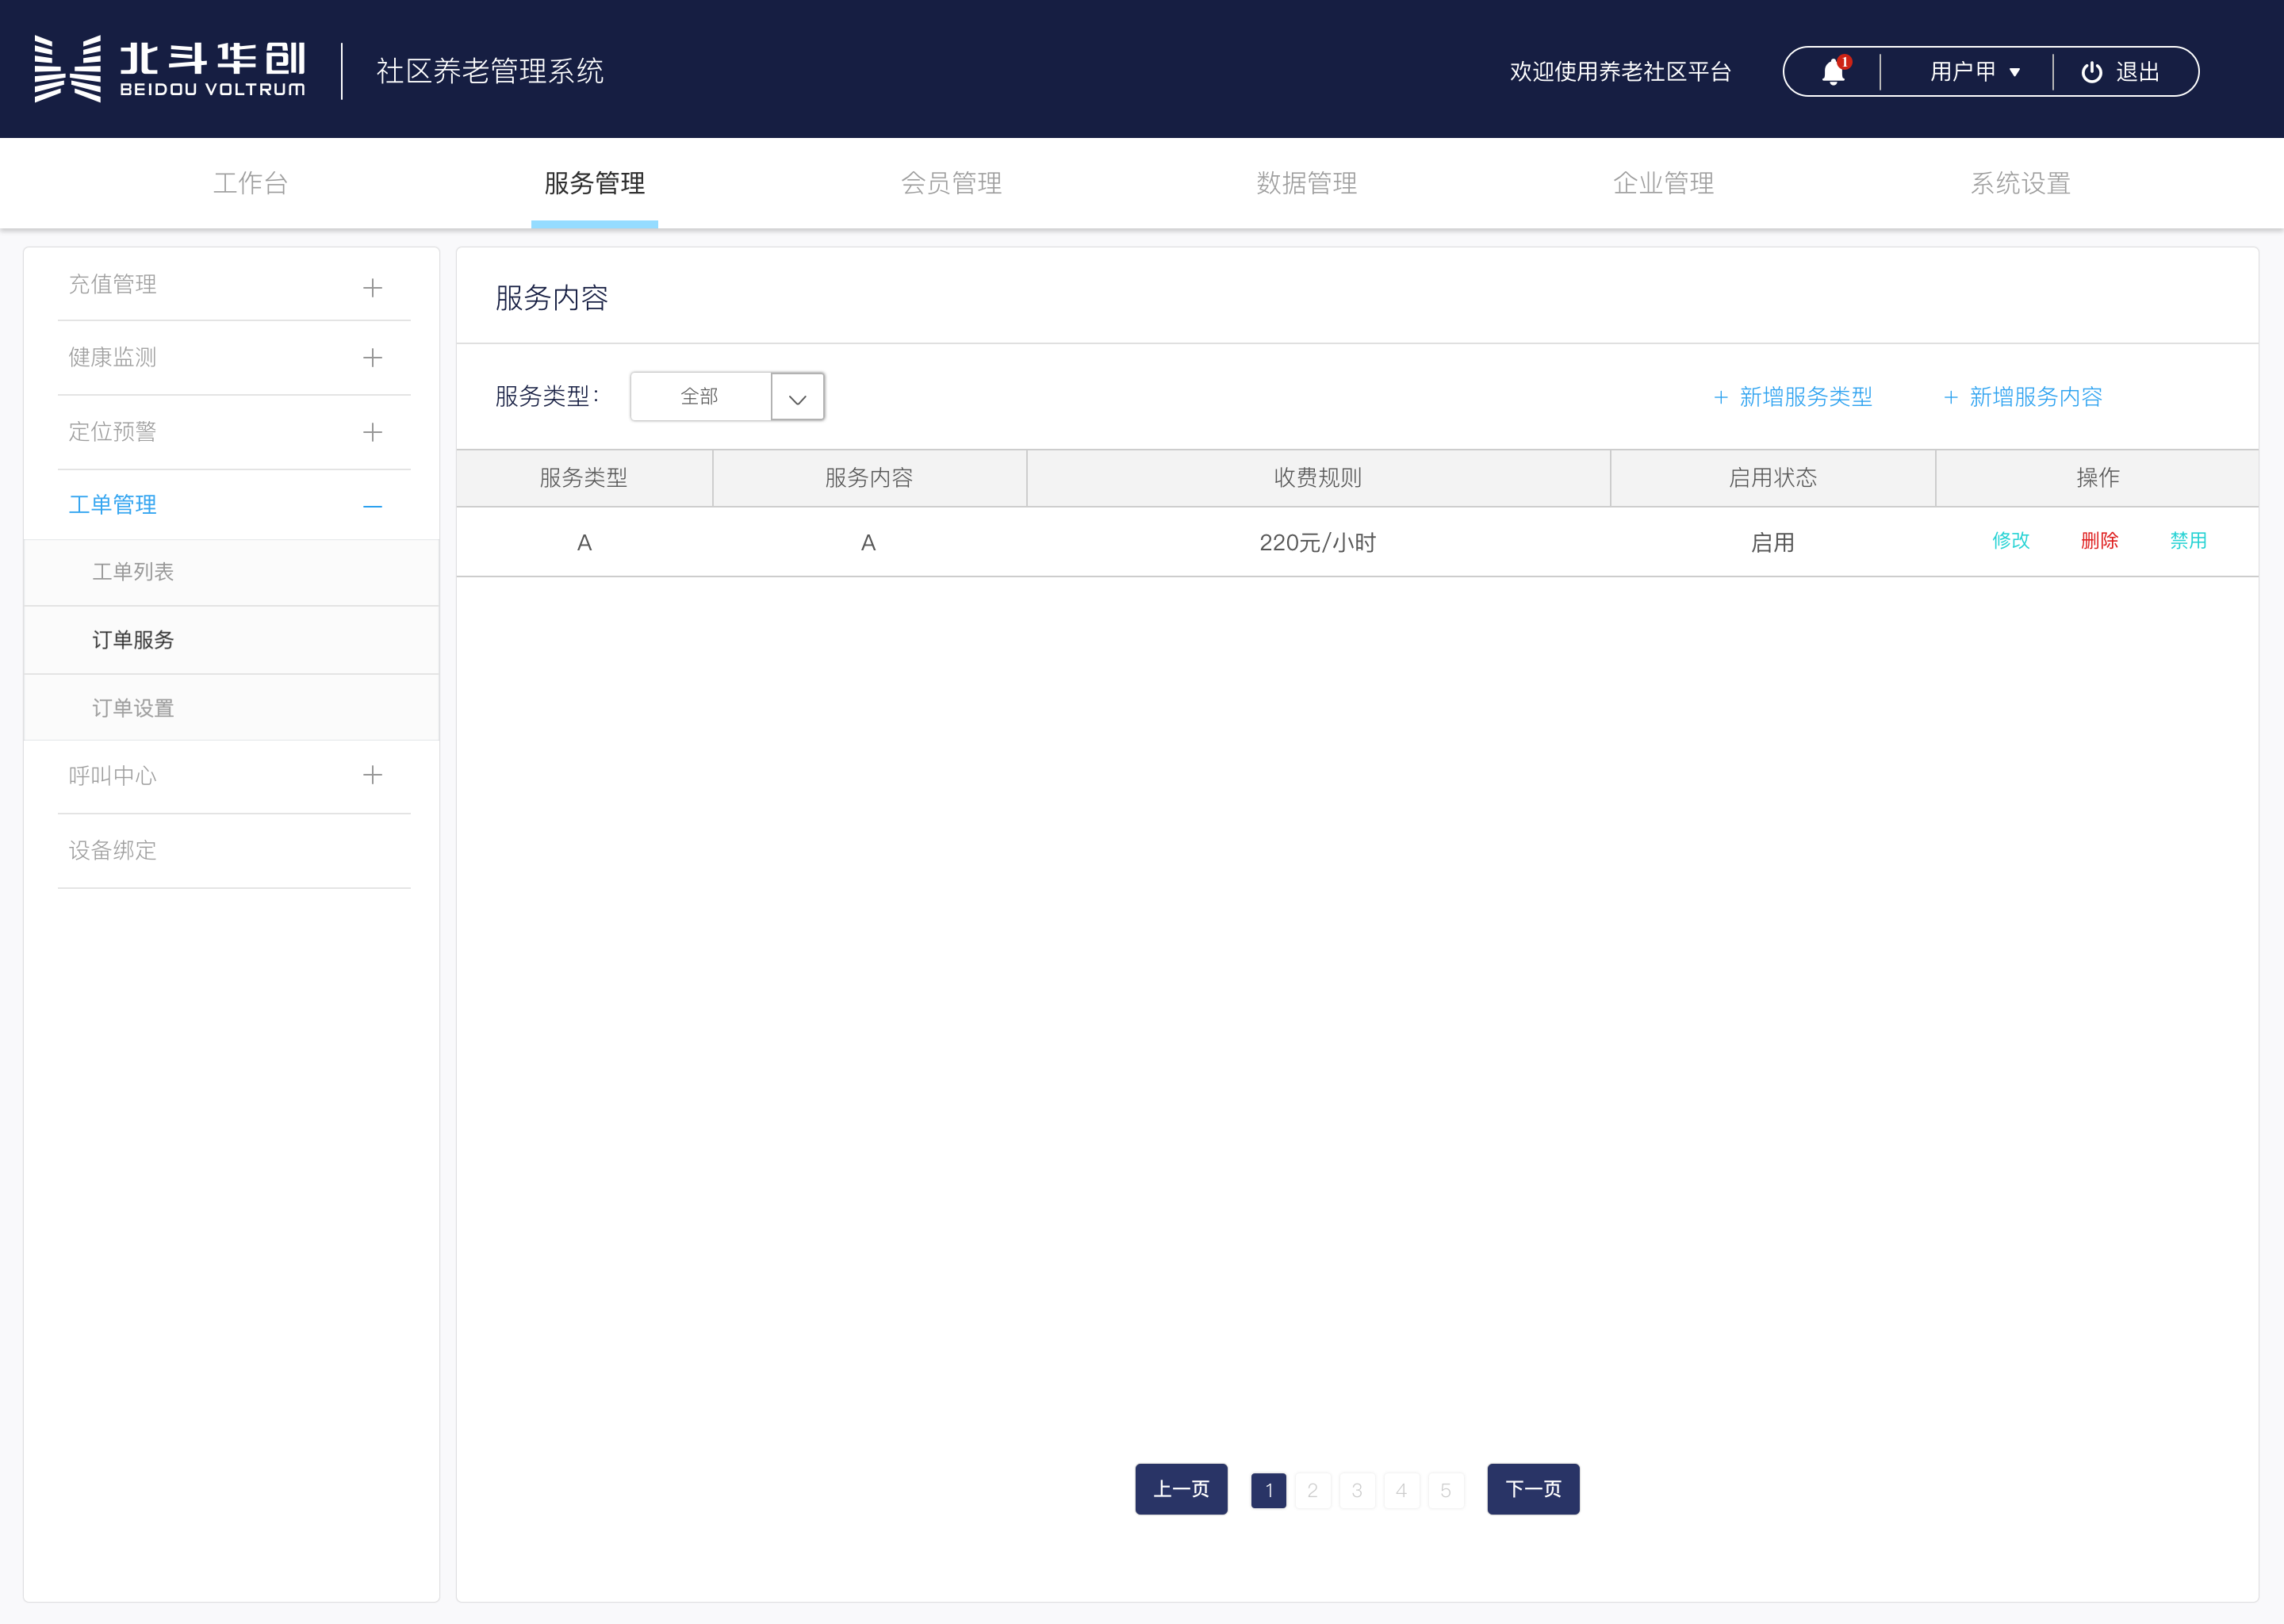 北斗华创
BEIDOU VOLTRUM
社区养老管理系统
欢迎使用养老社区平台
1
用户甲
退出
工作台
服务管理
会员管理
数据管理
企业管理
系统设置
充值管理
健康监测
定位预警
工单管理
工单列表
订单服务
订单设置
呼叫中心
设备绑定
服务内容
服务类型：
全部
+ 新增服务类型
+ 新增服务内容
服务类型 服务内容 收费规则 启用状态 操作
A A 220元/小时 启用 修改 删除 禁用
上一页 1 2 3 4 5 下一页